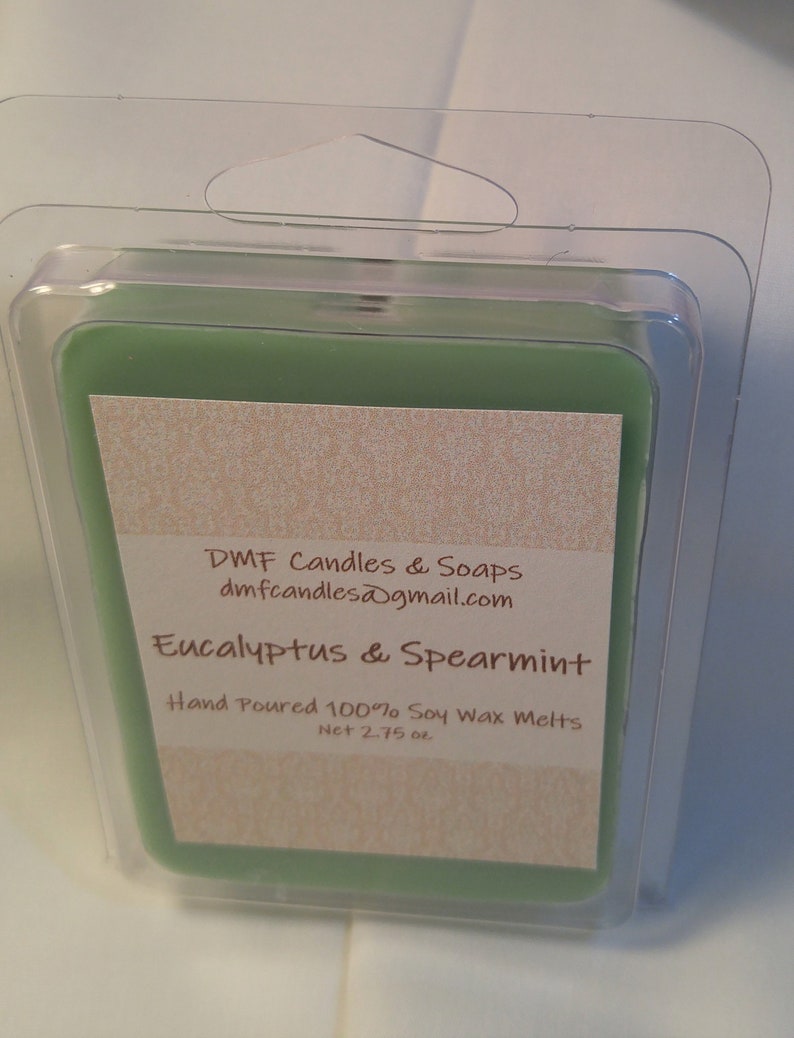 DMF Candles & Soaps
dmfcandles@gmail.com
Eucalyptus & Spearmint
Hand Poured 100% Soy Wax Melts
Net 2.75 oz